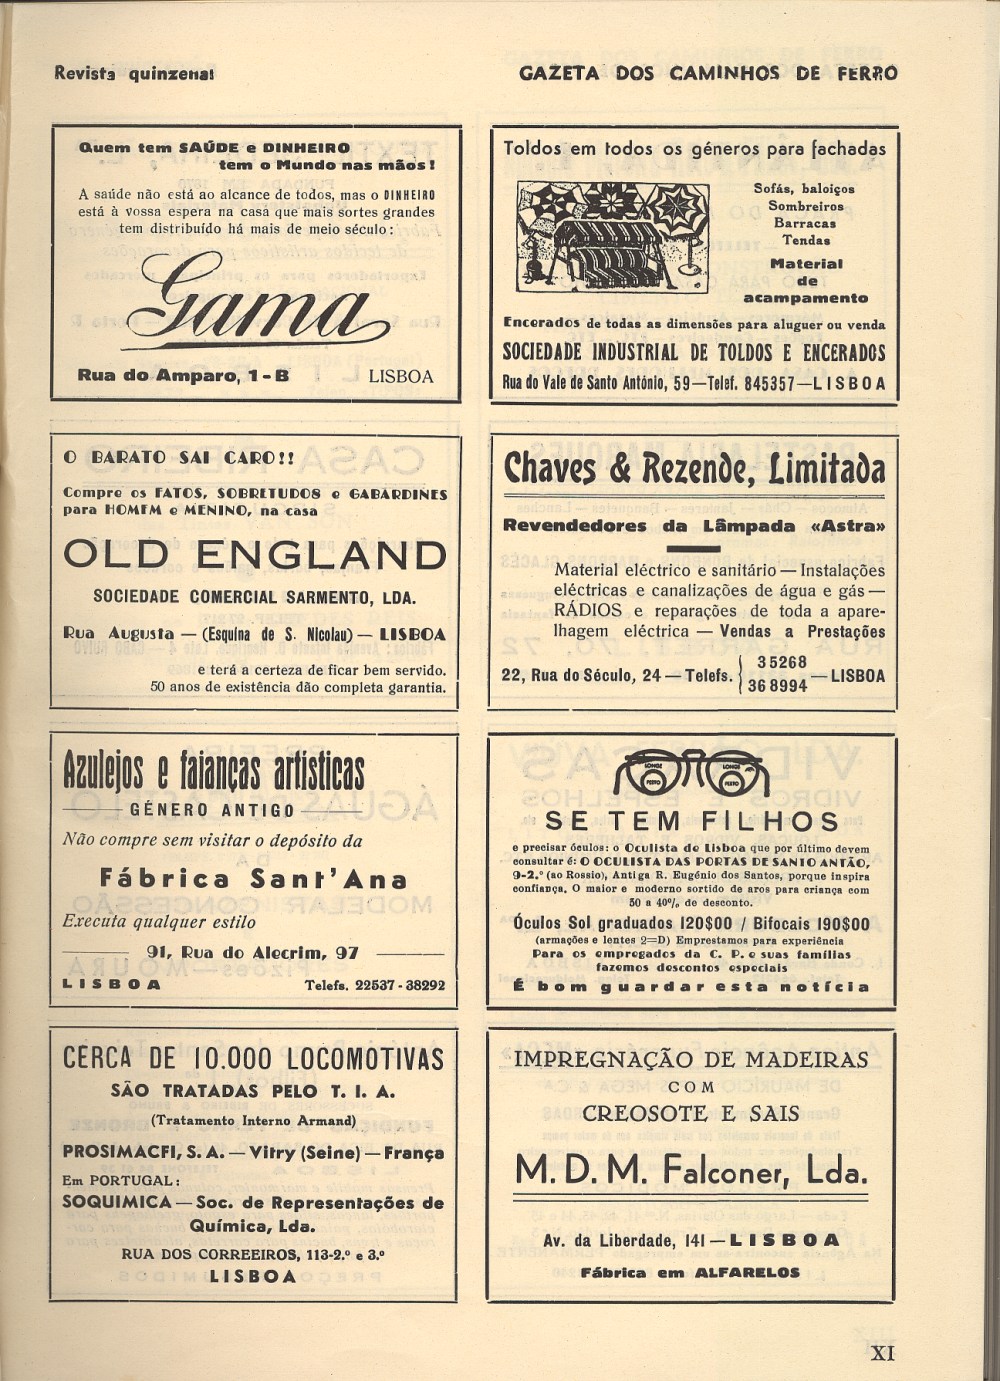 Revista quinzenal
GAZETA DOS CAMINHOS DE FERRO
Quem tem SAÚDE e DINHEIRO
tem o Mundo nas mãos!
A saúde não está ao alcance de todos, mas o DINHEIRO
está à vossa espera na casa que mais sortes grandes
tem distribuído há mais de meio século:
Gama
Rua do Amparo, 1-B LISBOA
Toldos em todos os géneros para fachadas
Sofás, baloiços
Sombreiros
Barracas
Tendas
Material
de
acampamento
Encerados de todas as dimensões para aluguer ou venda
SOCIEDADE INDUSTRIAL DE TOLDOS E ENCERADOS
Rua do Vale de Santo António, 59—Telef. 845357—LISBOA
O BARATO SAI CARO!!
Compre os FATOS, SOBRETUDOS e GABARDINES
para HOMEM e MENINO, na casa
OLD ENGLAND
SOCIEDADE COMERCIAL SARMENTO, LDA.
Rua Augusta — (Esquina de S. Nicolau) — LISBOA
e terá a certeza de ficar bem servido.
50 anos de existência dão completa garantia.
Chaves & Rezende, Limitada
Revendedores da Lâmpada «Astra»
Material eléctrico e sanitário — Instalações
eléctricas e canalizações de água e gás —
RÁDIOS e reparações de toda a apare-
lhagem eléctrica — Vendas a Prestações
22, Rua do Século, 24 — Telefs. { 35268
368994 — LISBOA
Azulejos e faianças artísticas
GÉNERO ANTIGO
Não compre sem visitar o depósito da
Fábrica Sant'Ana
Executa qualquer estilo
91, Rua do Alecrim, 97
LISBOA Telefs. 22537 - 38292
LONGE LONGE
PERTO PERTO
SE TEM FILHOS
e precisar óculos: o Oculista de Lisboa que por último devem
consultar é: O OCULISTA DAS PORTAS DE SANTO ANTÃO,
9-2.º (ao Rossio), Antiga R. Eugénio dos Santos, porque inspira
confiança. O maior e moderno sortido de aros para criança com
50 a 40% de desconto.
Óculos Sol graduados 120$00 / Bifocais 190$00
(armações e lentes 2=D) Emprestamos para experiência
Para os empregados da C. P. e suas famílias
fazemos descontos especiais
É bom guardar esta notícia
CERCA DE 10.000 LOCOMOTIVAS
SÃO TRATADAS PELO T. I. A.
(Tratamento Interno Armand)
PROSIMACFI, S. A. — Vitry (Seine) — França
Em PORTUGAL:
SOQUIMICA — Soc. de Representações de
Química, Lda.
RUA DOS CORREEIROS, 113-2.º e 3.º
LISBOA
IMPREGNAÇÃO DE MADEIRAS
COM
CREOSOTE E SAIS
M. D. M. Falconer, Lda.
Av. da Liberdade, 141 — LISBOA
Fábrica em ALFARELOS
XI